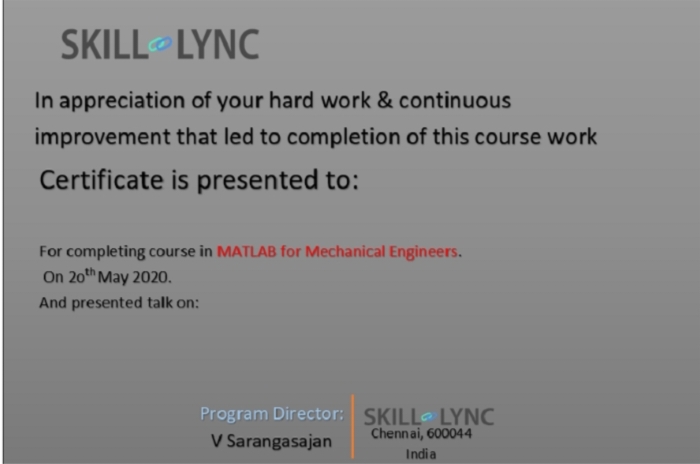 SKILL LYNC
In appreciation of your hard work & continuous
improvement that led to completion of this course work
Certificate is presented to:
For completing course in MATLAB for Mechanical Engineers.
On 20th May 2020.
And presented talk on:
Program Director:
V Sarangasajan
SKILL LYNC
Chennai, 600044
India